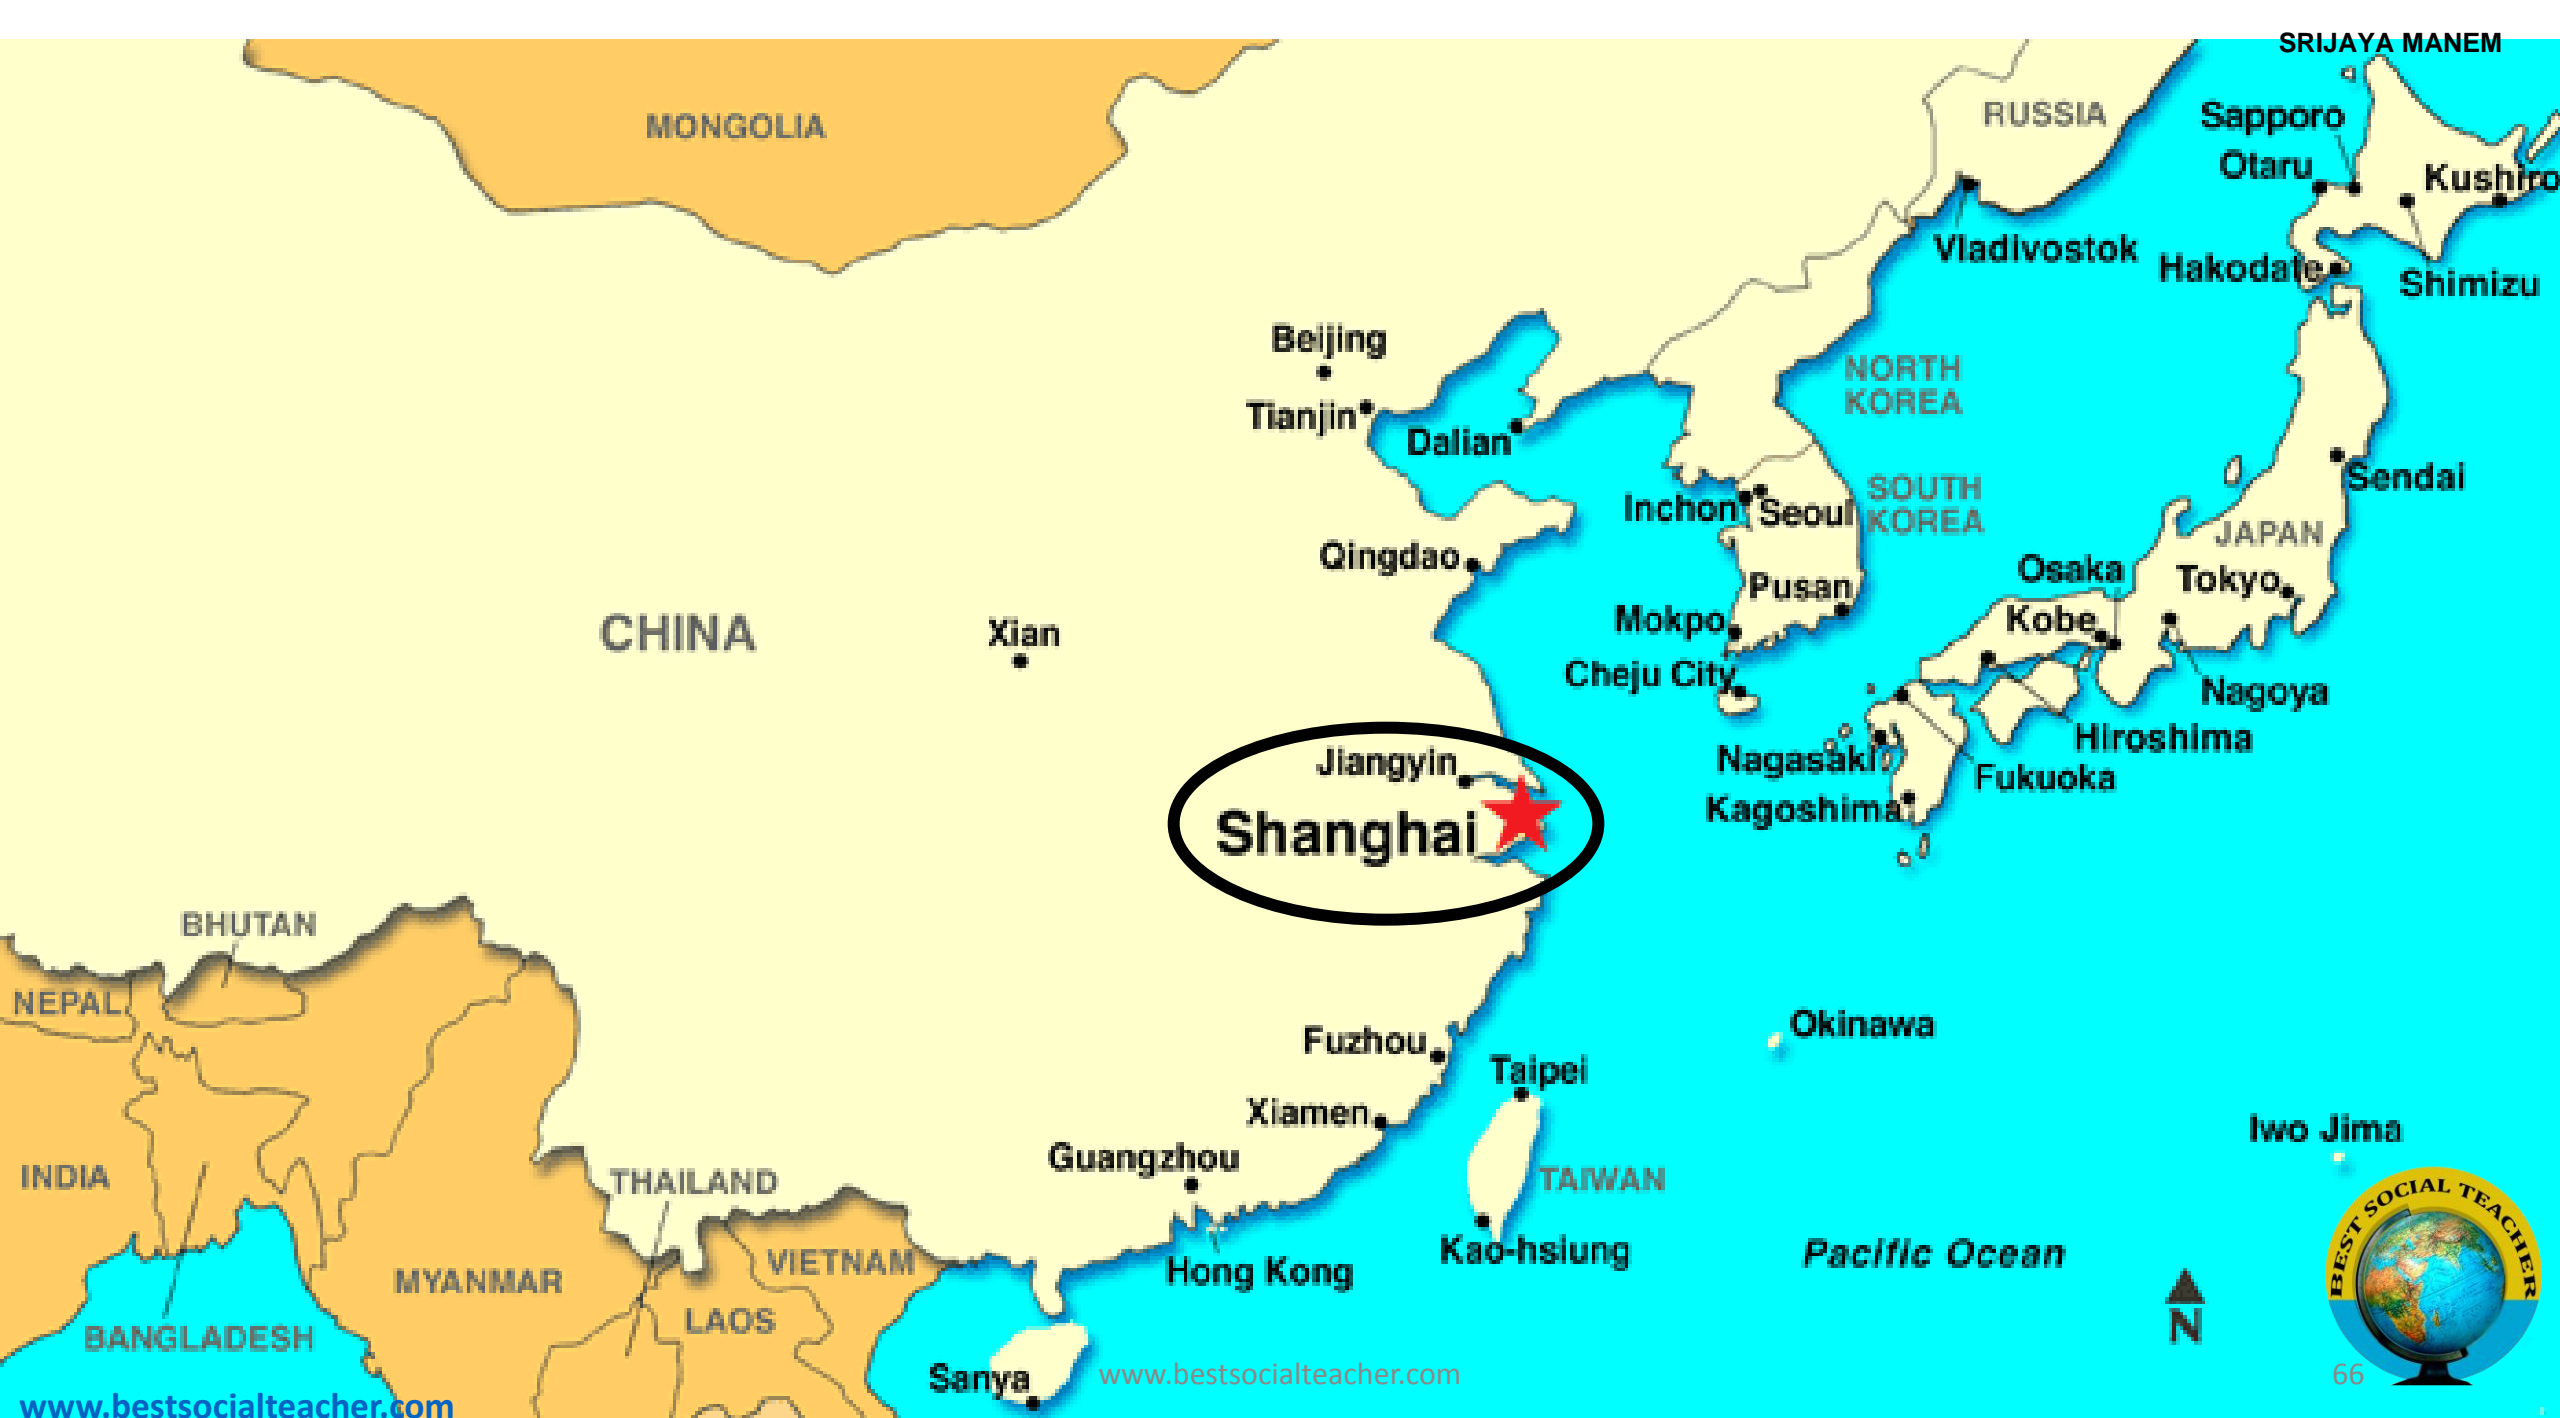 SRIJAYA MANEM
MONGOLIA
RUSSIA
Sapporo
Otaru
Kushiro
Vladivostok
Hakodate
Shimizu
Beijing
Tianjin
Dalian
NORTH
KOREA
Sendai
Inchon
Seoul
SOUTH
KOREA
JAPAN
Qingdao
Osaka
Tokyo
Pusan
Mokpo
Kobe
CHINA
Xian
Cheju City
Nagoya
Hiroshima
Jiangyin
Nagasaki
Fukuoka
Shanghai
Kagoshima
BHUTAN
NEPAL
Okinawa
Fuzhou
Taipei
Xiamen
Iwo Jima
Guangzhou
INDIA
THAILAND
TAIWAN
BEST SOCIAL TEACHER
Kao-hsiung
Pacific Ocean
VIETNAM
Hong Kong
MYANMAR
LAOS
N
BANGLADESH
Sanya
www.bestsocialteacher.com
66
www.bestsocialteacher.com